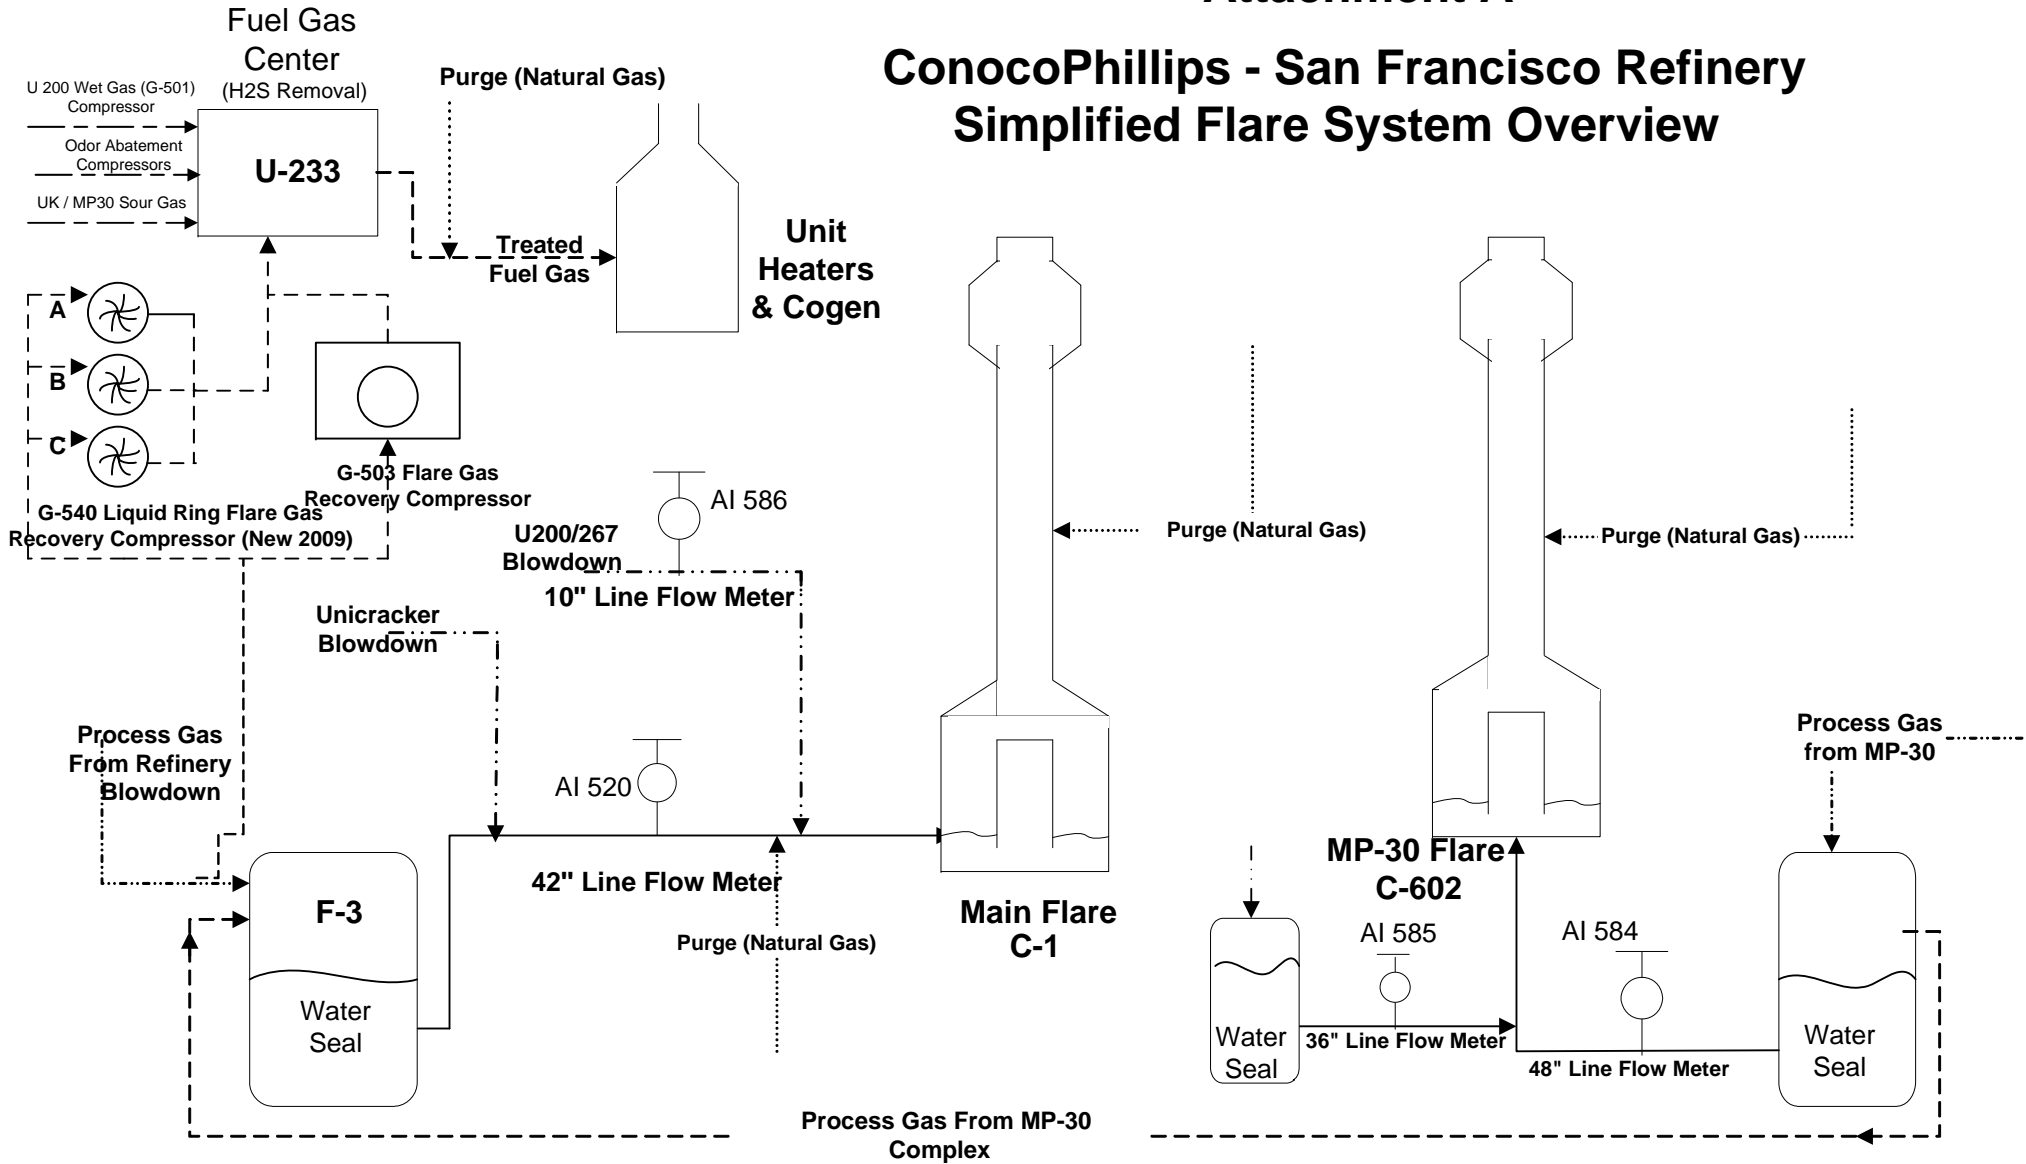 Attachment A
ConocoPhillips - San Francisco Refinery
Simplified Flare System Overview
Fuel Gas
Center
(H2S Removal)
U 200 Wet Gas (G-501)
Compressor
Odor Abatement
Compressors
UK / MP30 Sour Gas
U-233
Purge (Natural Gas)
Treated
Fuel Gas
Unit
Heaters
& Cogen
A
B
C
G-540 Liquid Ring Flare Gas
Recovery Compressor (New 2009)
G-503 Flare Gas
Recovery Compressor
AI 586
U200/267
Blowdown
10" Line Flow Meter
Unicracker
Blowdown
Purge (Natural Gas)
Purge (Natural Gas)
Process Gas
From Refinery
Blowdown
AI 520
42" Line Flow Meter
Purge (Natural Gas)
F-3
Water
Seal
Main Flare
C-1
MP-30 Flare
C-602
Process Gas
from MP-30
AI 585
AI 584
Water
Seal
36" Line Flow Meter
48" Line Flow Meter
Water
Seal
Process Gas From MP-30
Complex